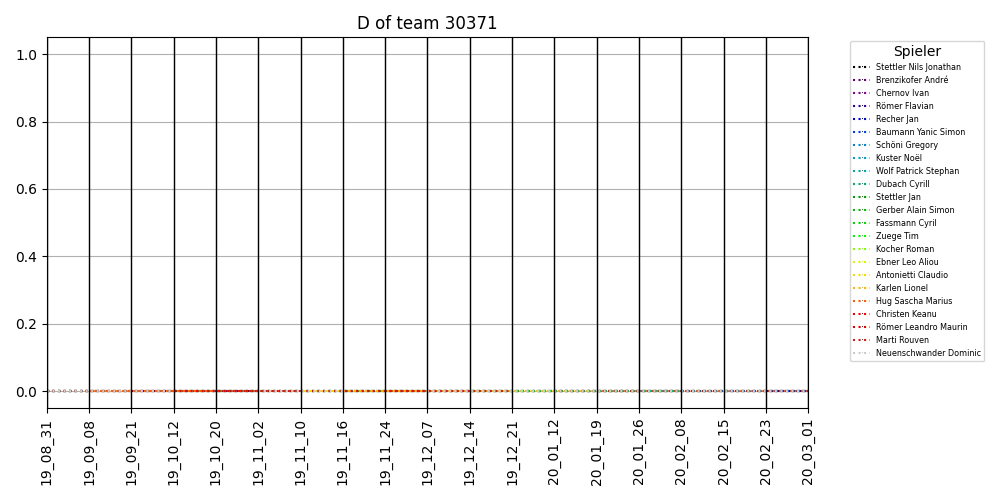 D of team 30371
1.0
0.8
0.6
0.4
0.2
0.0
19_08_31
19_09_08
19_09_21
19_10_12
19_10_20
19_11_02
19_11_10
19_11_16
19_11_24
19_12_07
19_12_14
19_12_21
20_01_12
20_01_19
20_01_26
20_02_08
20_02_15
20_02_23
20_03_01
Spieler
Stettler Nils Jonathan
Brenzikofer André
Chernov Ivan
Römer Flavian
Recher Jan
Baumann Yanic Simon
Schöni Gregory
Kuster Noël
Wolf Patrick Stephan
Dubach Cyrill
Stettler Jan
Gerber Alain Simon
Fassmann Cyril
Zuege Tim
Kocher Roman
Ebner Leo Aliou
Antonietti Claudio
Karlen Lionel
Hug Sascha Marius
Christen Keanu
Römer Leandro Maurin
Marti Rouven
Neuenschwander Dominic